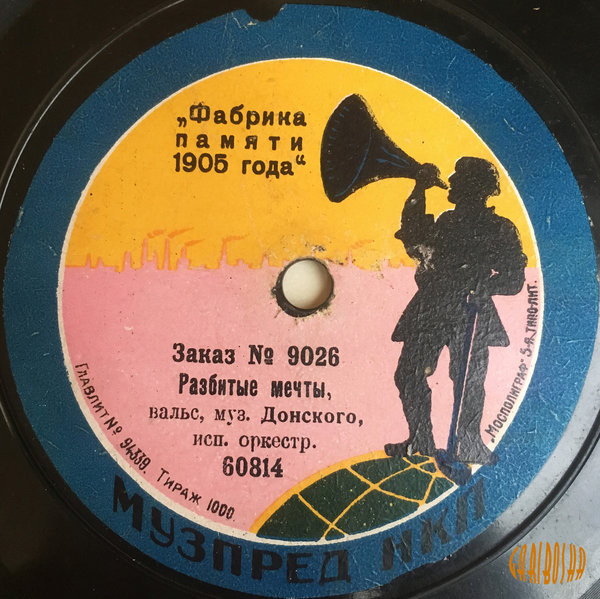 „Фабрика
памяти
1905 года“
Заказ № 9026
Разбитые мечты,
вальс, муз. Донского,
исп. оркестр.
60814
Главлит № 94339. Тираж 1000.
„Мосполиграф“ 5-я типо-лит.
МУЗПРЕД НКП
GRAIBOSHA